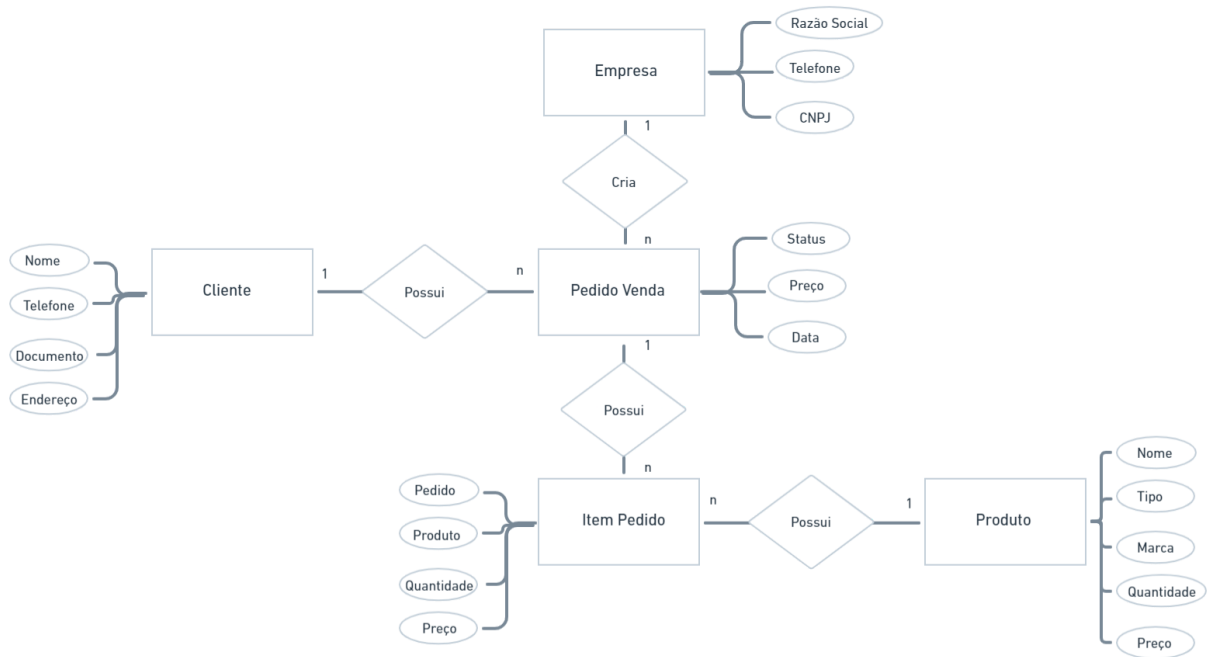 Razão Social
Empresa
Telefone
CNPJ
1
Cria
n
Status
Nome
Cliente
1
Possui
n
Pedido Venda
Preço
Telefone
Data
Documento
1
Endereço
Possui
n
Nome
Pedido
n
1
Tipo
Item Pedido
Possui
Produto
Produto
Marca
Quantidade
Quantidade
Preço
Preço